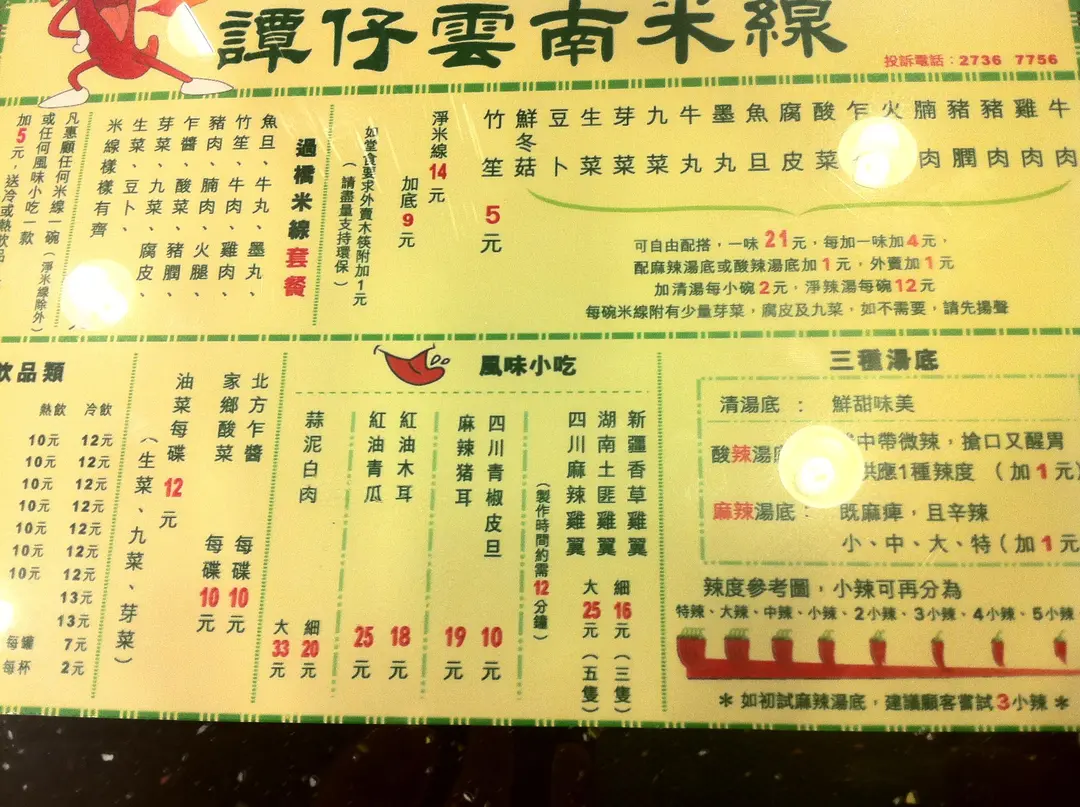 譚仔雲南米線
投訴電話：2736 7756
牛肉
雞肉
豬肉
豬膶
腩肉
火
乍
酸菜
腐皮
魚旦
墨丸
牛丸
九菜
芽菜
生菜
豆卜
鮮冬菇
竹笙 5元
可自由配搭，一味21元，每加一味加4元，
配麻辣湯底或酸辣湯底加1元，外賣加1元
加清湯每小碗2元，淨辣湯每碗12元
每碗米線附有少量芽菜，腐皮及九菜，如不需要，請先揚聲
淨米線14元
加底9元
如堂食要求外賣木筷附加1元
（請盡量支持環保）
過橋米線套餐
魚旦、牛丸、墨丸、
竹笙、牛肉、雞肉、
豬肉、腩肉、火腿、
乍醬、酸菜、豬膶、
芽菜、九菜、腐皮、
生菜、豆卜、
米線樣樣有齊
凡惠顧任何米線一碗（淨米線除外）
或任何風味小吃一款
加5元，送冷或熱飲品
三種湯底
清湯底 ： 鮮甜味美
酸辣湯 中帶微辣，搶口又醒胃
供應1種辣度 （加1元）
麻辣湯底： 既麻痺，且辛辣
小、中、大、特（加1元
辣度參考圖，小辣可再分為
特辣、大辣、中辣、小辣、2小辣、3小辣、4小辣、5小辣
＊如初試麻辣湯底，建議顧客嘗試3小辣＊
風味小吃
新疆香草雞翼 細16元（三隻）
湖南土匪雞翼
四川麻辣雞翼 大25元（五隻）
（製作時間約需12分鐘）
四川青椒皮旦 10元
麻辣豬耳 19元
紅油木耳 18元
紅油青瓜 25元
蒜泥白肉 細20元
大33元
北方乍醬 每碟10元
家鄉酸菜 每碟10元
油菜每碟12元
（生菜、九菜、芽菜）
飲品類
熱飲 冷飲
10元 12元
10元 12元
10元 12元
10元 12元
10元 12元
10元 12元
10元 12元
13元
13元
每罐 7元
每杯 2元